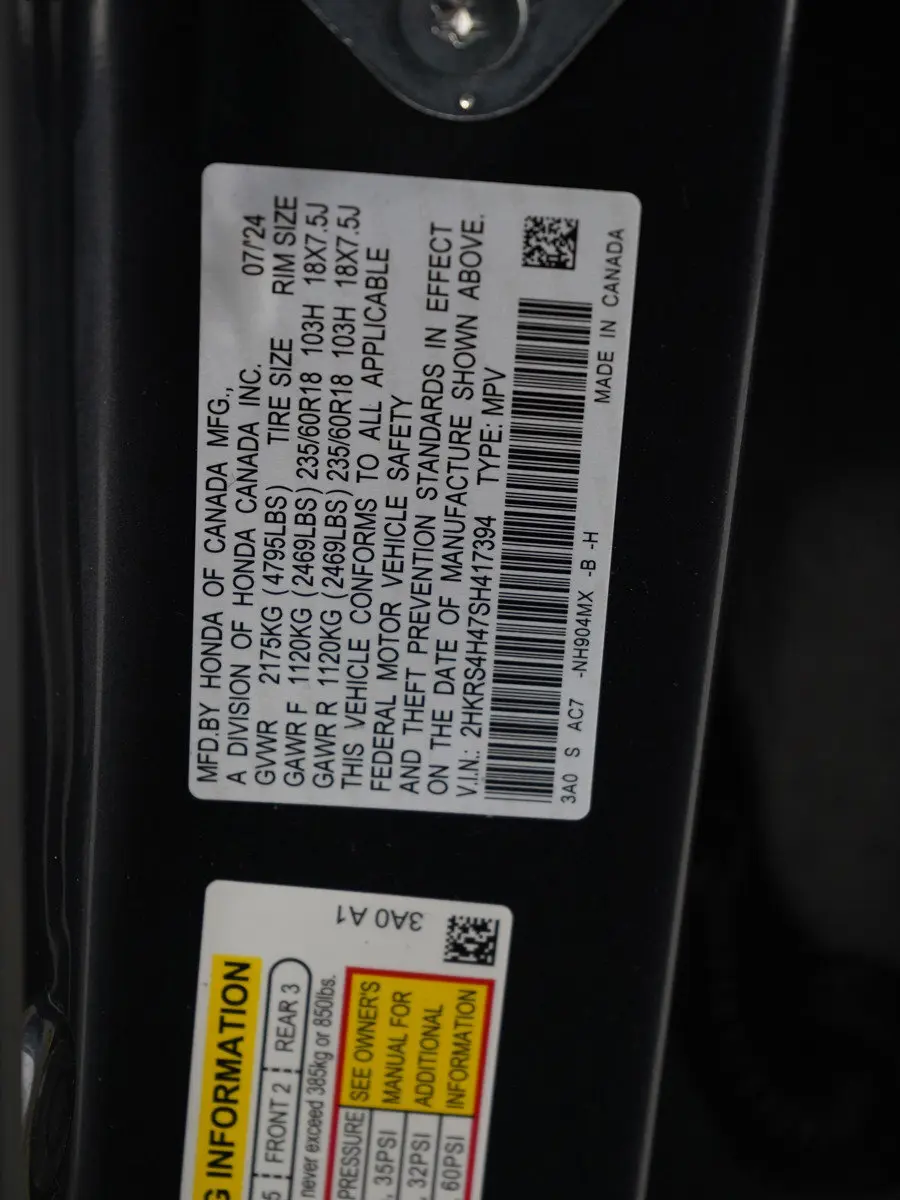 MFD.BY HONDA OF CANADA MFG.,
A DIVISION OF HONDA CANADA INC. 07/'24
GVWR 2175KG (4795LBS) TIRE SIZE RIM SIZE
GAWR F 1120KG (2469LBS) 235/60R18 103H 18X7.5J
GAWR R 1120KG (2469LBS) 235/60R18 103H 18X7.5J
THIS VEHICLE CONFORMS TO ALL APPLICABLE
FEDERAL MOTOR VEHICLE SAFETY
AND THEFT PREVENTION STANDARDS IN EFFECT
ON THE DATE OF MANUFACTURE SHOWN ABOVE.
V.I.N.: 2HKRS4H47SH417394 TYPE: MPV
3A0 S AC7 -NH904MX -B -H MADE IN CANADA
3A0 A1
G INFORMATION
5 FRONT 2 REAR 3
never exceed 385kg or 850lbs.
PRESSURE SEE OWNER'S
, 35PSI MANUAL FOR
, 32PSI ADDITIONAL
, 60PSI INFORMATION